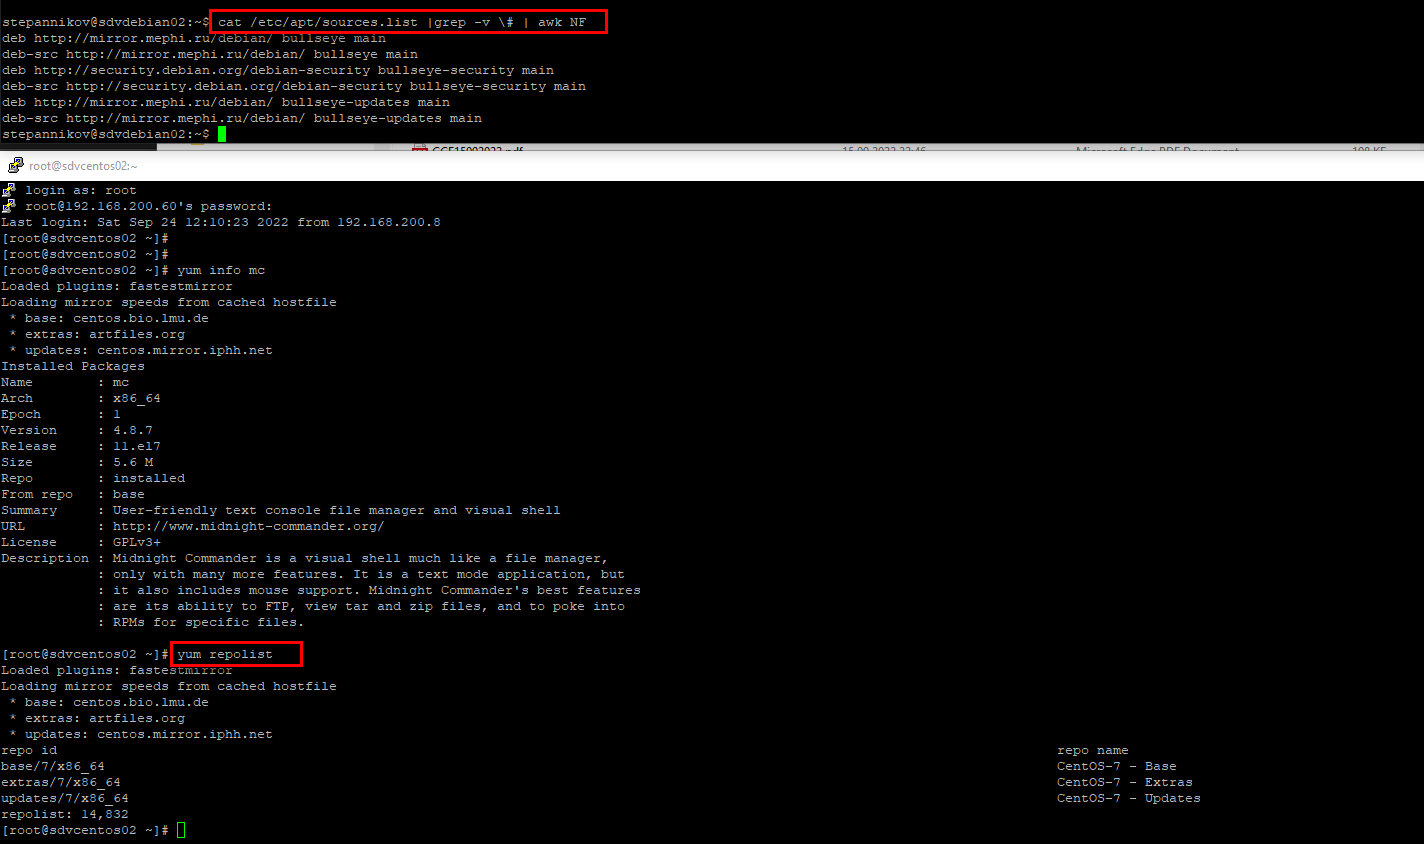 stepannikov@sdvdebian02:~$ cat /etc/apt/sources.list |grep -v \# | awk NF
deb http://mirror.mephi.ru/debian/ bullseye main
deb-src http://mirror.mephi.ru/debian/ bullseye main
deb http://security.debian.org/debian-security bullseye-security main
deb-src http://security.debian.org/debian-security bullseye-security main
deb http://mirror.mephi.ru/debian/ bullseye-updates main
deb-src http://mirror.mephi.ru/debian/ bullseye-updates main
stepannikov@sdvdebian02:~$
root@sdvcentos02:~
login as: root
root@192.168.200.60's password:
Last login: Sat Sep 24 12:10:23 2022 from 192.168.200.8
[root@sdvcentos02 ~]#
[root@sdvcentos02 ~]#
[root@sdvcentos02 ~]# yum info mc
Loaded plugins: fastestmirror
Loading mirror speeds from cached hostfile
 * base: centos.bio.lmu.de
 * extras: artfiles.org
 * updates: centos.mirror.iphh.net
Installed Packages
Name        : mc
Arch        : x86_64
Epoch       : 1
Version     : 4.8.7
Release     : 11.el7
Size        : 5.6 M
Repo        : installed
From repo   : base
Summary     : User-friendly text console file manager and visual shell
URL         : http://www.midnight-commander.org/
License     : GPLv3+
Description : Midnight Commander is a visual shell much like a file manager,
            : only with many more features. It is a text mode application, but
            : it also includes mouse support. Midnight Commander's best features
            : are its ability to FTP, view tar and zip files, and to poke into
            : RPMs for specific files.
[root@sdvcentos02 ~]# yum repolist
Loaded plugins: fastestmirror
Loading mirror speeds from cached hostfile
 * base: centos.bio.lmu.de
 * extras: artfiles.org
 * updates: centos.mirror.iphh.net
repo id repo name
base/7/x86_64 CentOS-7 - Base
extras/7/x86_64 CentOS-7 - Extras
updates/7/x86_64 CentOS-7 - Updates
repolist: 14,832
[root@sdvcentos02 ~]#